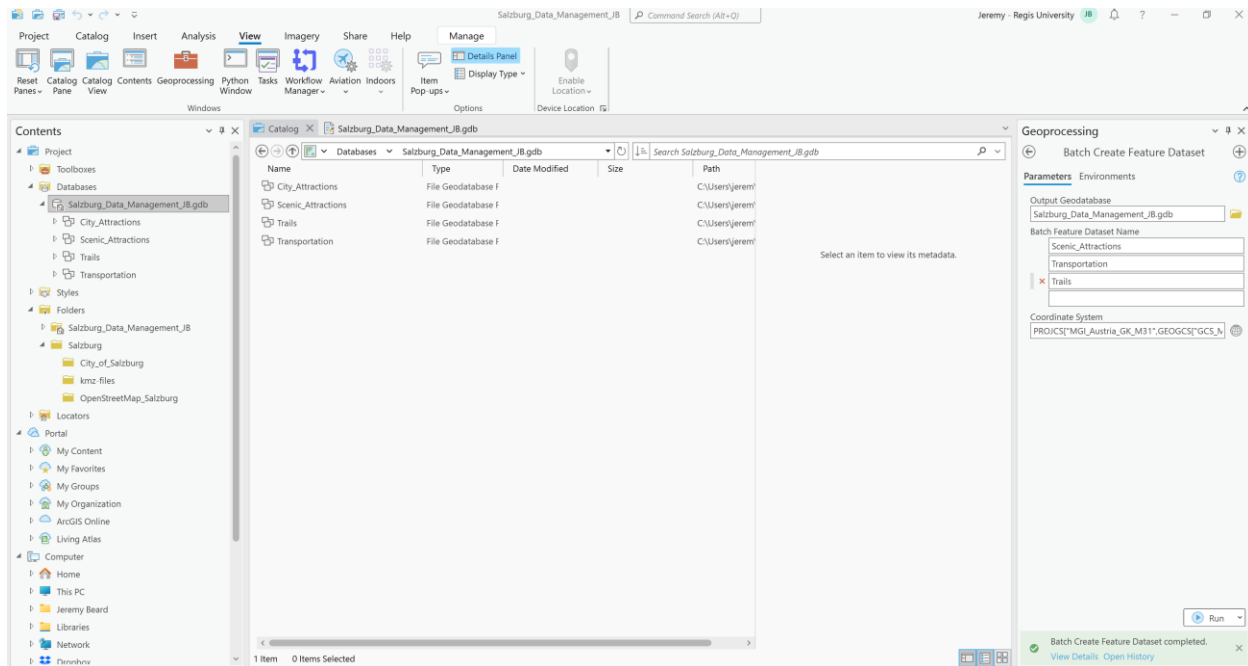 Salzburg_Data_Management_JB
Command Search (Alt+Q)
Jeremy - Regis University
JB
?
Project Catalog Insert Analysis View Imagery Share Help Manage
Reset Panes
Catalog Pane
Catalog View
Contents
Geoprocessing
Python Window
Tasks
Workflow Manager
Aviation
Indoors
Windows
Item Pop-ups
Details Panel
Display Type
Options
Enable Location
Device Location
Contents
Project
Toolboxes
Databases
Salzburg_Data_Management_JB.gdb
City_Attractions
Scenic_Attractions
Trails
Transportation
Styles
Folders
Salzburg_Data_Management_JB
Salzburg
City_of_Salzburg
kmz-files
OpenStreetMap_Salzburg
Locators
Portal
My Content
My Favorites
My Groups
My Organization
ArcGIS Online
Living Atlas
Computer
Home
This PC
Jeremy Beard
Libraries
Network
Dropbox
Catalog
Salzburg_Data_Management_JB.gdb
Databases Salzburg_Data_Management_JB.gdb
Search Salzburg_Data_Management_JB.gdb
Name Type Date Modified Size Path
City_Attractions File Geodatabase F C:\Users\jerem
Scenic_Attractions File Geodatabase F C:\Users\jerem
Trails File Geodatabase F C:\Users\jerem
Transportation File Geodatabase F C:\Users\jerem
Select an item to view its metadata.
1 Item 0 Items Selected
Geoprocessing
Batch Create Feature Dataset
Parameters Environments
Output Geodatabase
Salzburg_Data_Management_JB.gdb
Batch Feature Dataset Name
Scenic_Attractions
Transportation
Trails
Coordinate System
PROJCS["MGI_Austria_GK_M31",GEOGCS["GCS_M
Run
Batch Create Feature Dataset completed.
View Details Open History